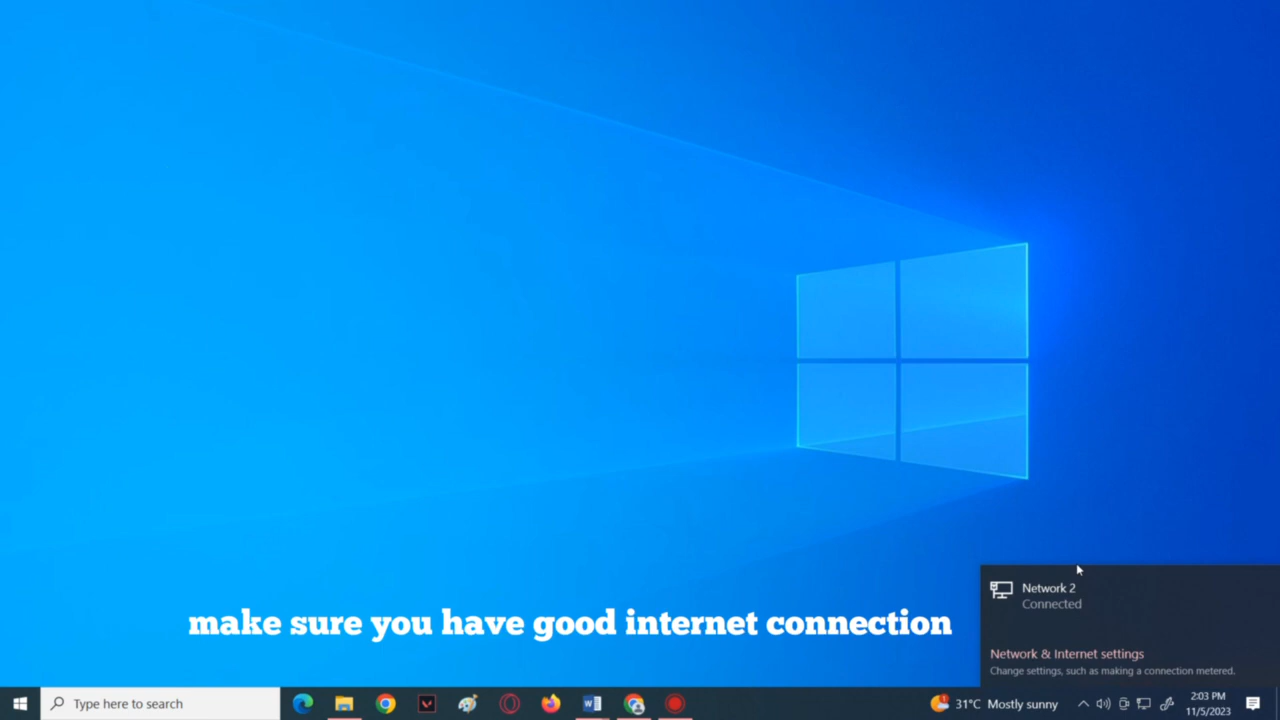 make sure you have good internet connection
Network 2
Connected
Network & Internet settings
Change settings, such as making a connection metered.
Type here to search
31°C Mostly sunny
2:03 PM
11/5/2023